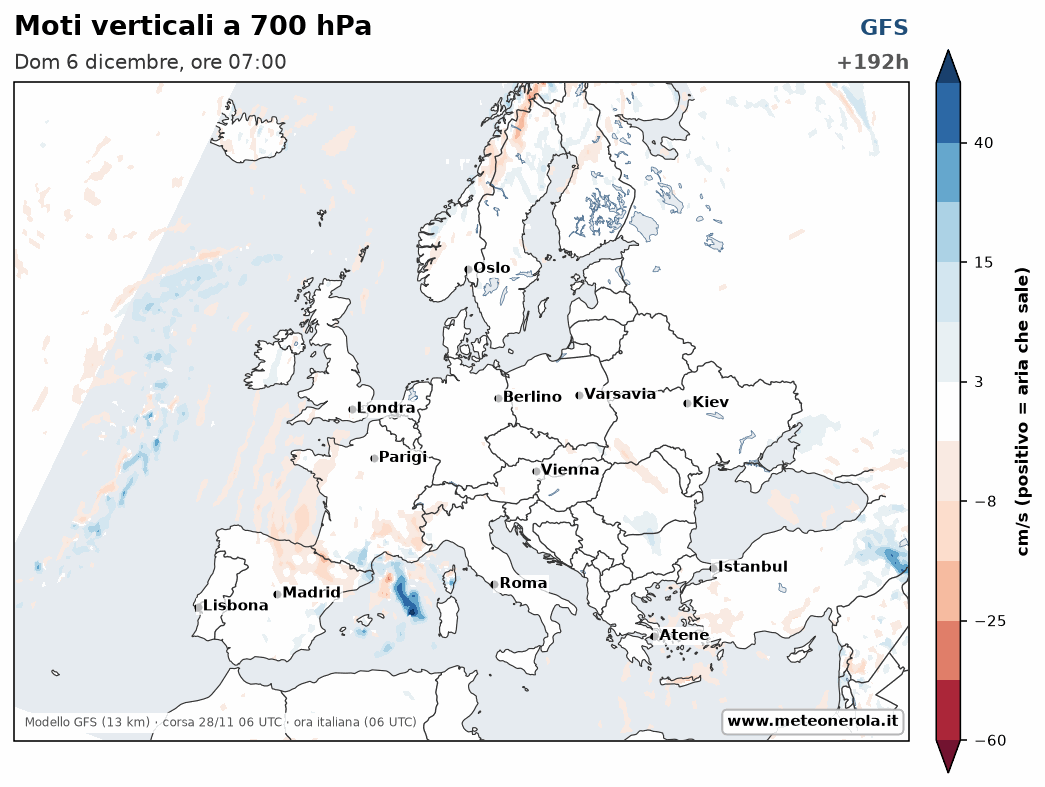 Moti verticali a 700 hPa
GFS
Dom 6 dicembre, ore 07:00
+192h
40
15
3
−8
−25
−60
cm/s (positivo = aria che sale)
Oslo
Londra
Berlino
Varsavia
Kiev
Parigi
Vienna
Istanbul
Roma
Madrid
Lisbona
Atene
Modello GFS (13 km) · corsa 28/11 06 UTC · ora italiana (06 UTC)
www.meteonerola.it